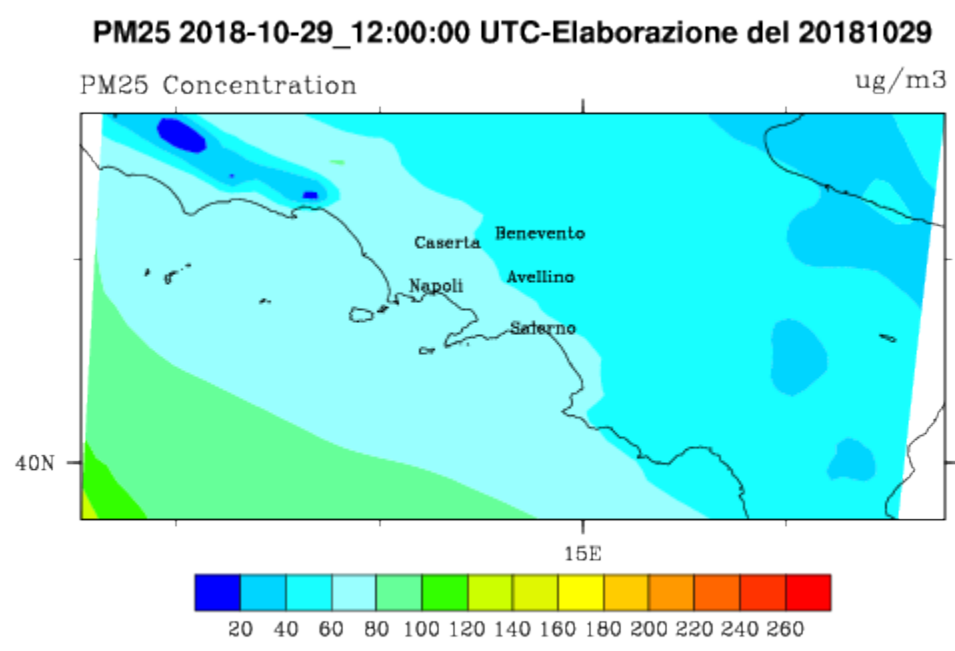 PM25 2018-10-29_12:00:00 UTC-Elaborazione del 20181029
PM25 Concentration ug/m3
Benevento
Caserta
Avellino
Napoli
Salerno
40N
15E
20 40 60 80 100 120 140 160 180 200 220 240 260